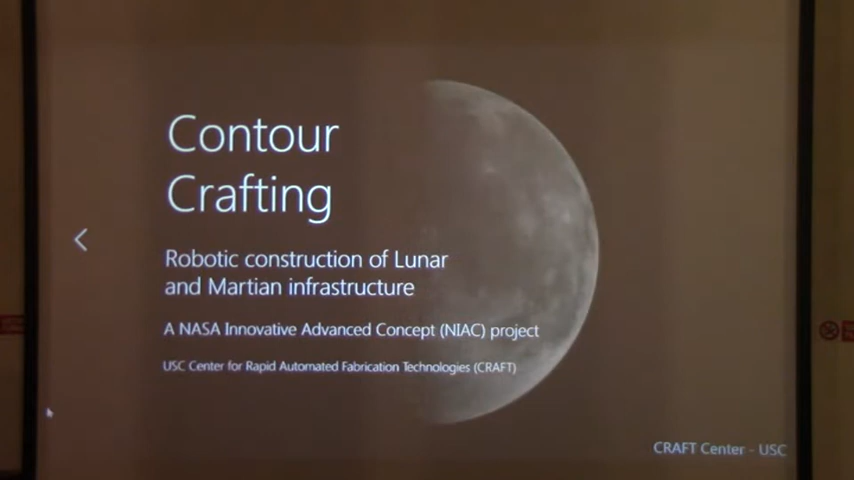 Contour
Crafting
Robotic construction of Lunar
and Martian infrastructure
A NASA Innovative Advanced Concept (NIAC) project
USC Center for Rapid Automated Fabrication Technologies (CRAFT)
CRAFT Center - USC